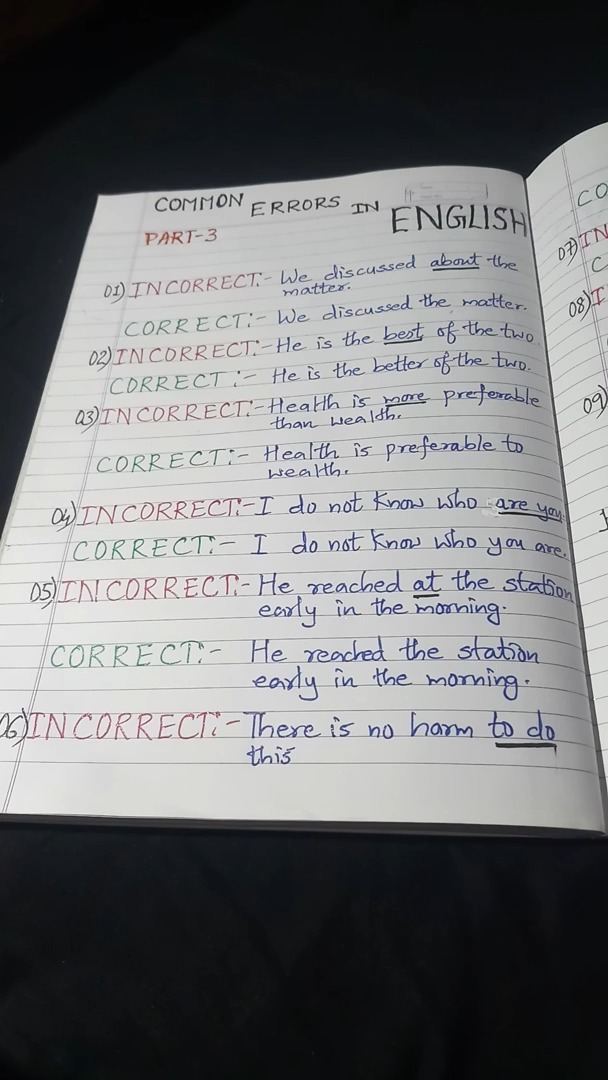 COMMON ERRORS IN ENGLISH
PART-3
01) INCORRECT:- We discussed about the
matter.
CORRECT:- We discussed the matter.
02) INCORRECT:- He is the best of the two.
CORRECT:- He is the better of the two.
03) INCORRECT:- Health is more preferable
than wealth.
CORRECT:- Health is preferable to
wealth.
04) INCORRECT:- I do not know who are you.
CORRECT:- I do not know who you are.
05) INCORRECT:- He reached at the station
early in the morning.
CORRECT:- He reached the station
early in the morning.
06) INCORRECT:- There is no harm to do
this
CO
07) IN
C
08) I
09)